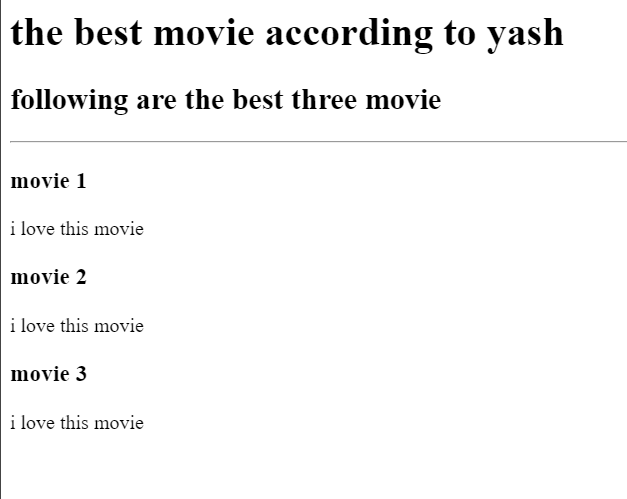 the best movie according to yash
following are the best three movie
movie 1
i love this movie
movie 2
i love this movie
movie 3
i love this movie